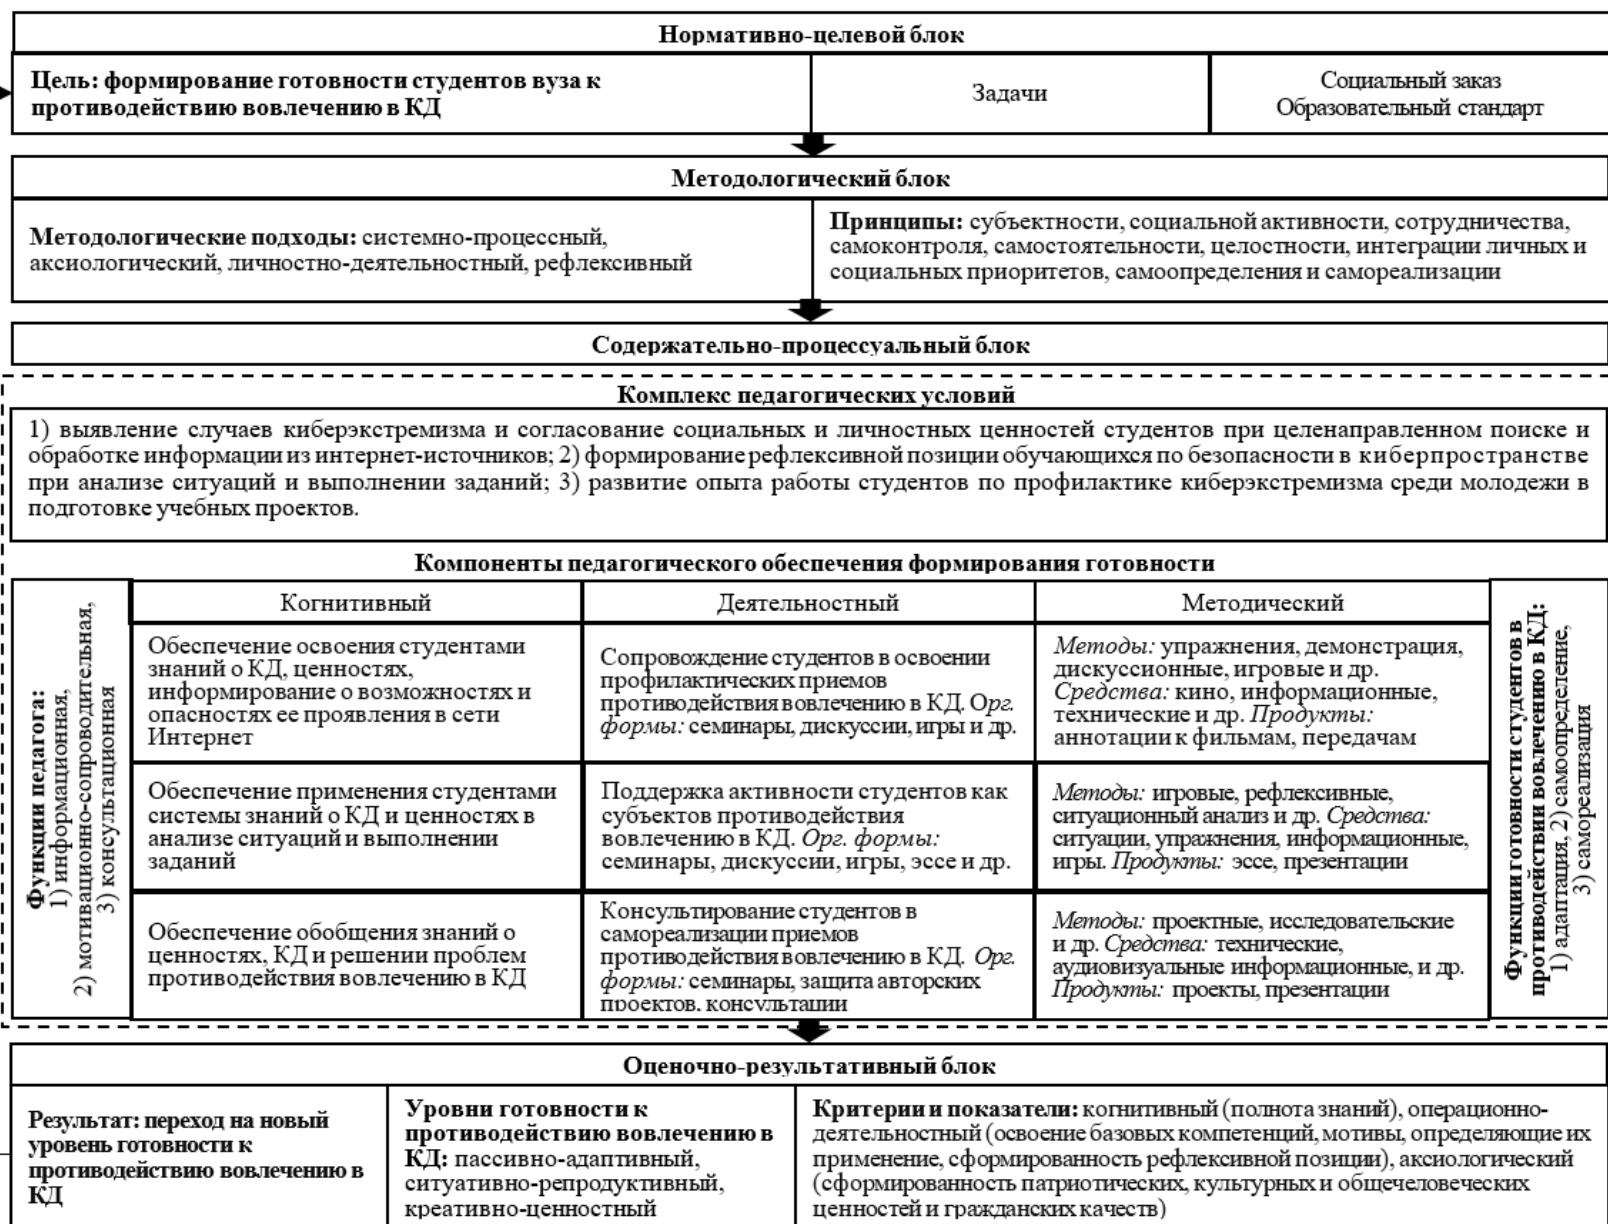 Нормативно-целевой блок
Цель: формирование готовности студентов вуза к
противодействию вовлечению в КД
Задачи
Социальный заказ
Образовательный стандарт
Методологический блок
Методологические подходы: системно-процессный,
аксиологический, личностно-деятельностный, рефлексивный
Принципы: субъектности, социальной активности, сотрудничества,
самоконтроля, самостоятельности, целостности, интеграции личных и
социальных приоритетов, самоопределения и самореализации
Содержательно-процессуальный блок
Комплекс педагогических условий
1) выявление случаев киберэкстремизма и согласование социальных и личностных ценностей студентов при целенаправленном поиске и
обработке информации из интернет-источников; 2) формирование рефлексивной позиции обучающихся по безопасности в киберпространстве
при анализе ситуаций и выполнении заданий; 3) развитие опыта работы студентов по профилактике киберэкстремизма среди молодежи в
подготовке учебных проектов.
Компоненты педагогического обеспечения формирования готовности
Функции педагога:
1) информационная,
2) мотивационно-сопроводительная,
3) консультационная
Когнитивный
Деятельностный
Методический
Обеспечение освоения студентами
знаний о КД, ценностях,
информирование о возможностях и
опасностях ее проявления в сети
Интернет
Сопровождение студентов в освоении
профилактических приемов
противодействия вовлечению в КД. Орг.
формы: семинары, дискуссии, игры и др.
Методы: упражнения, демонстрация,
дискуссионные, игровые и др.
Средства: кино, информационные,
технические и др. Продукты:
аннотации к фильмам, передачам
Обеспечение применения студентами
системы знаний о КД и ценностях в
анализе ситуаций и выполнении
заданий
Поддержка активности студентов как
субъектов противодействия
вовлечению в КД. Орг. формы:
семинары, дискуссии, игры, эссе и др.
Методы: игровые, рефлексивные,
ситуационный анализ и др. Средства:
ситуации, упражнения, информационные,
игры. Продукты: эссе, презентации
Обеспечение обобщения знаний о
ценностях, КД и решении проблем
противодействия вовлечению в КД
Консультирование студентов в
самореализации приемов
противодействия вовлечению в КД. Орг.
формы: семинары, защита авторских
проектов, консультации
Методы: проектные, исследовательские
и др. Средства: технические,
аудиовизуальные информационные, и др.
Продукты: проекты, презентации
Функции готовности студентов в
противодействии вовлечению в КД:
1) адаптация, 2) самоопределение,
3) самореализация
Оценочно-результативный блок
Результат: переход на новый
уровень готовности к
противодействию вовлечению в
КД
Уровни готовности к
противодействию вовлечению в
КД: пассивно-адаптивный,
ситуативно-репродуктивный,
креативно-ценностный
Критерии и показатели: когнитивный (полнота знаний), операционно-
деятельностный (освоение базовых компетенций, мотивы, определяющие их
применение, сформированность рефлексивной позиции), аксиологический
(сформированность патриотических, культурных и общечеловеческих
ценностей и гражданских качеств)